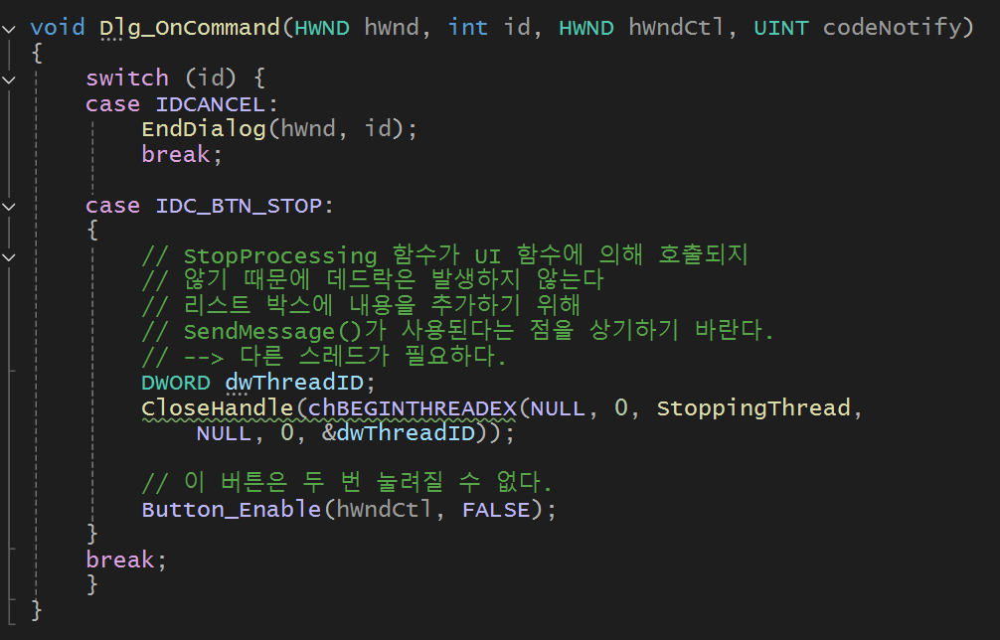 void Dlg_OnCommand(HWND hWnd, int id, HWND hWndCtl, UINT codeNotify)
{
switch (id) {
case IDCANCEL:
EndDialog(hWnd, id);
break;
case IDC_BTN_STOP:
{
// StopProcessing 함수가 UI 함수에 의해 호출되지
// 않기 때문에 데드락은 발생하지 않는다
// 리스트 박스에 내용을 추가하기 위해
// SendMessage()가 사용된다는 점을 상기하기 바란다.
// --> 다른 스레드가 필요하다.
DWORD dwThreadID;
CloseHandle(chBEGINTHREADEX(NULL, 0, StoppingThread,
NULL, 0, &dwThreadID));
// 이 버튼은 두 번 눌려질 수 없다.
Button_Enable(hWndCtl, FALSE);
}
break;
}
}